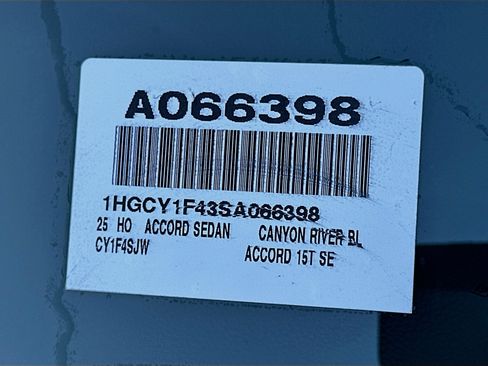 A066398
1HGCY1F43SA066398
25 HO ACCORD SEDAN CANYON RIVER BL
CY1F4SJW ACCORD 15T SE